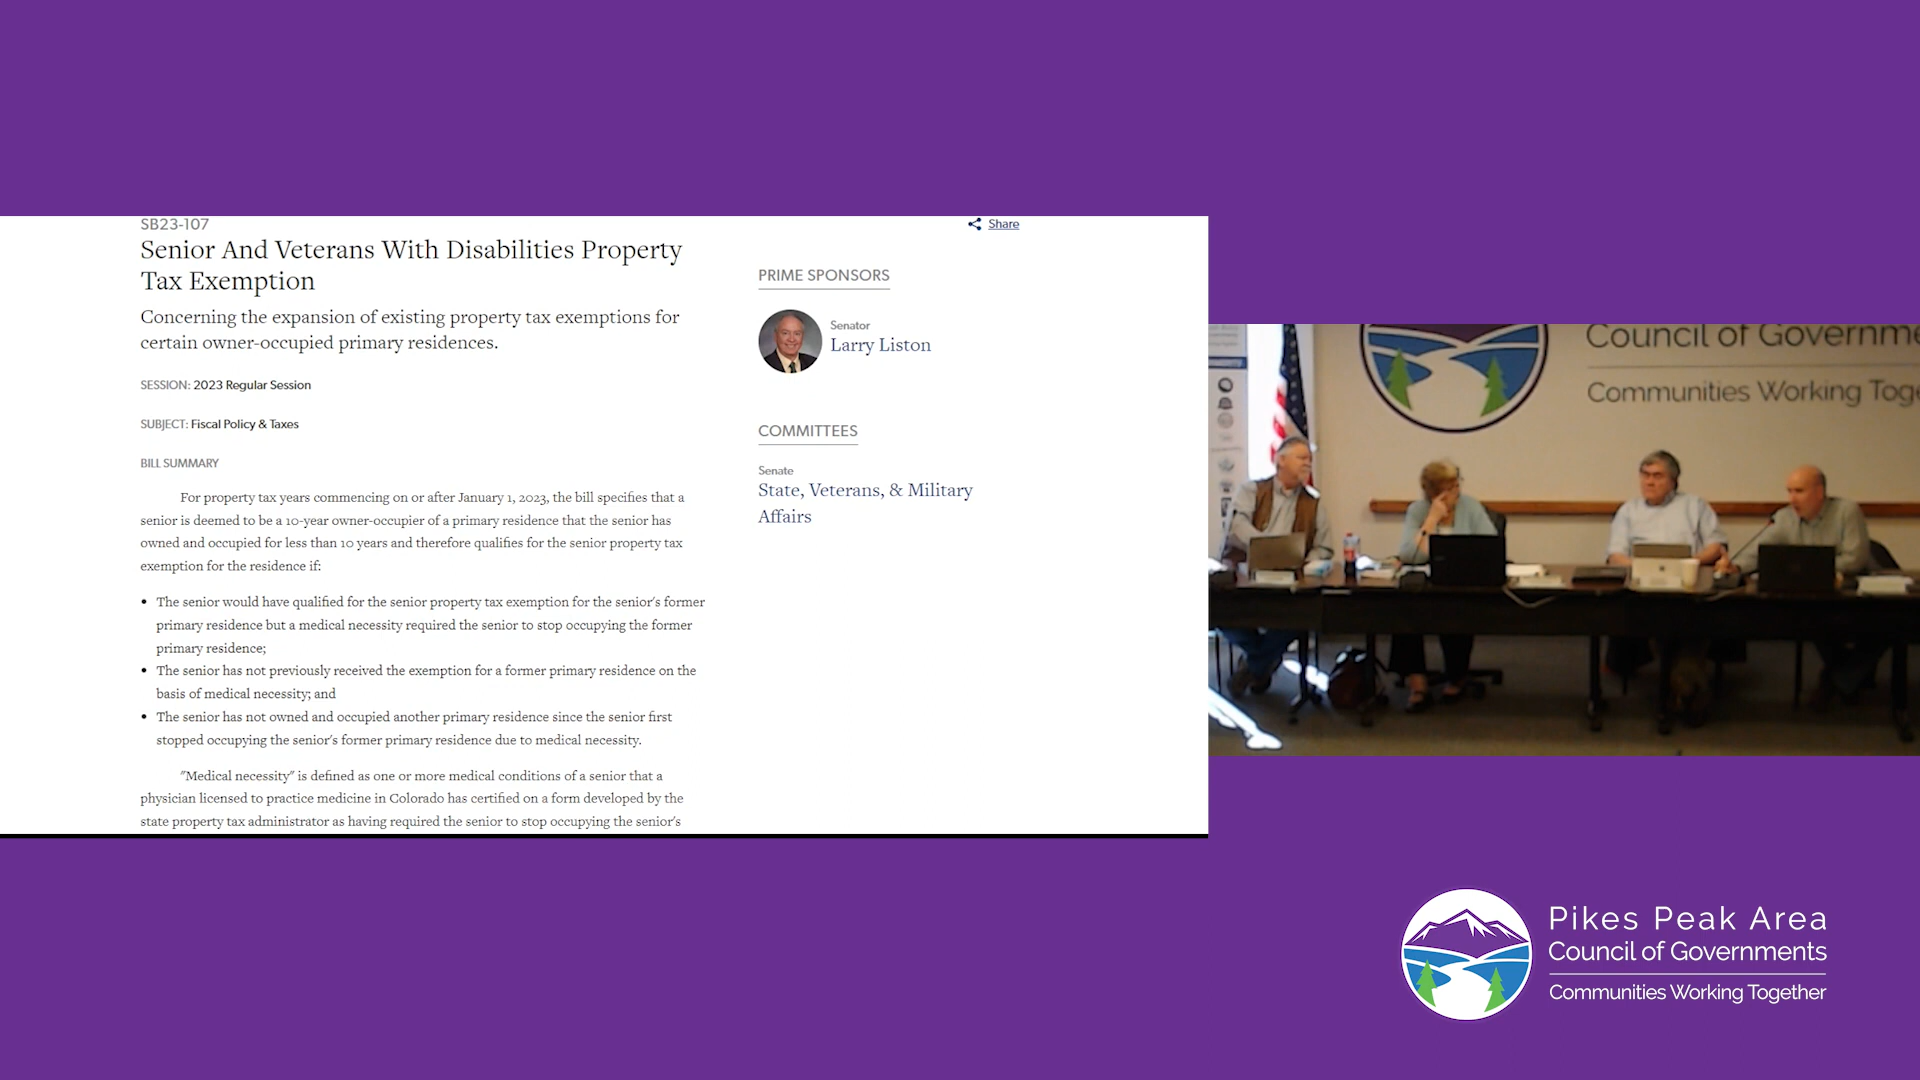 SB23-107
Senior And Veterans With Disabilities Property
Tax Exemption
Concerning the expansion of existing property tax exemptions for
certain owner-occupied primary residences.
SESSION: 2023 Regular Session
SUBJECT: Fiscal Policy & Taxes
BILL SUMMARY
For property tax years commencing on or after January 1, 2023, the bill specifies that a
senior is deemed to be a 10-year owner-occupier of a primary residence that the senior has
owned and occupied for less than 10 years and therefore qualifies for the senior property tax
exemption for the residence if:
• The senior would have qualified for the senior property tax exemption for the senior's former
primary residence but a medical necessity required the senior to stop occupying the former
primary residence;
• The senior has not previously received the exemption for a former primary residence on the
basis of medical necessity; and
• The senior has not owned and occupied another primary residence since the senior first
stopped occupying the senior's former primary residence due to medical necessity.
"Medical necessity" is defined as one or more medical conditions of a senior that a
physician licensed to practice medicine in Colorado has certified on a form developed by the
state property tax administrator as having required the senior to stop occupying the senior's
Share
PRIME SPONSORS
Senator
Larry Liston
COMMITTEES
Senate
State, Veterans, & Military
Affairs
Council of Governme
Communities Working Toge
Pikes Peak Area
Council of Governments
Communities Working Together